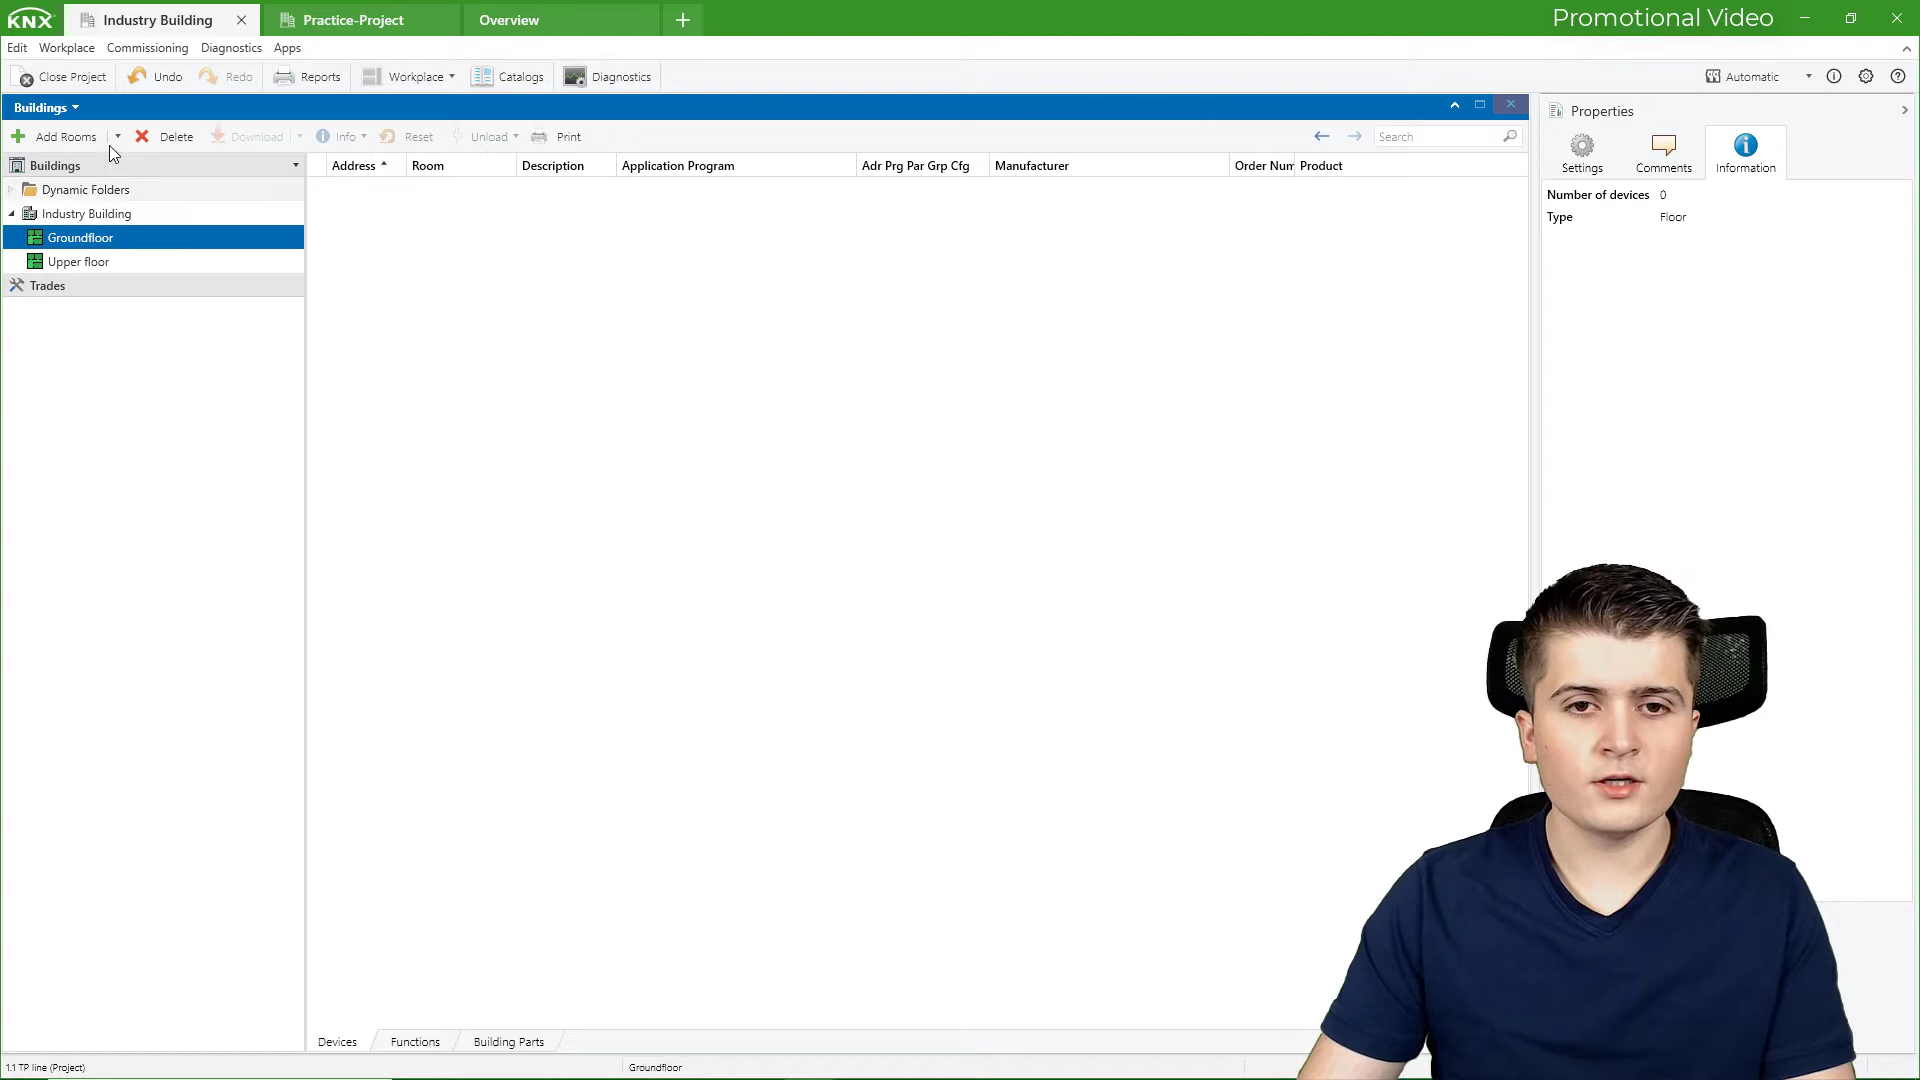 KNX Industry Building Practice-Project Overview Promotional Video
Edit Workplace Commissioning Diagnostics Apps
Close Project Undo Redo Reports Workplace Catalogs Diagnostics Automatic
Buildings
Properties
Add Rooms Delete Download Info Reset Unload Print Search
Settings Comments Information
Buildings Address Room Description Application Program Adr Prg Par Grp Cfg Manufacturer Order Num Product
Dynamic Folders
Number of devices 0
Industry Building
Type Floor
Groundfloor
Upper floor
Trades
Devices Functions Building Parts
1.1 TP line (Project) Groundfloor